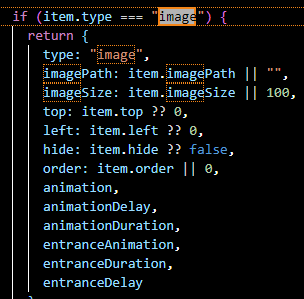 if (item.type === "image") {
return {
type: "image",
imagePath: item.imagePath || "",
imageSize: item.imageSize || 100,
top: item.top ?? 0,
left: item.left ?? 0,
hide: item.hide ?? false,
order: item.order || 0,
animation,
animationDelay,
animationDuration,
entranceAnimation,
entranceDuration,
entranceDelay